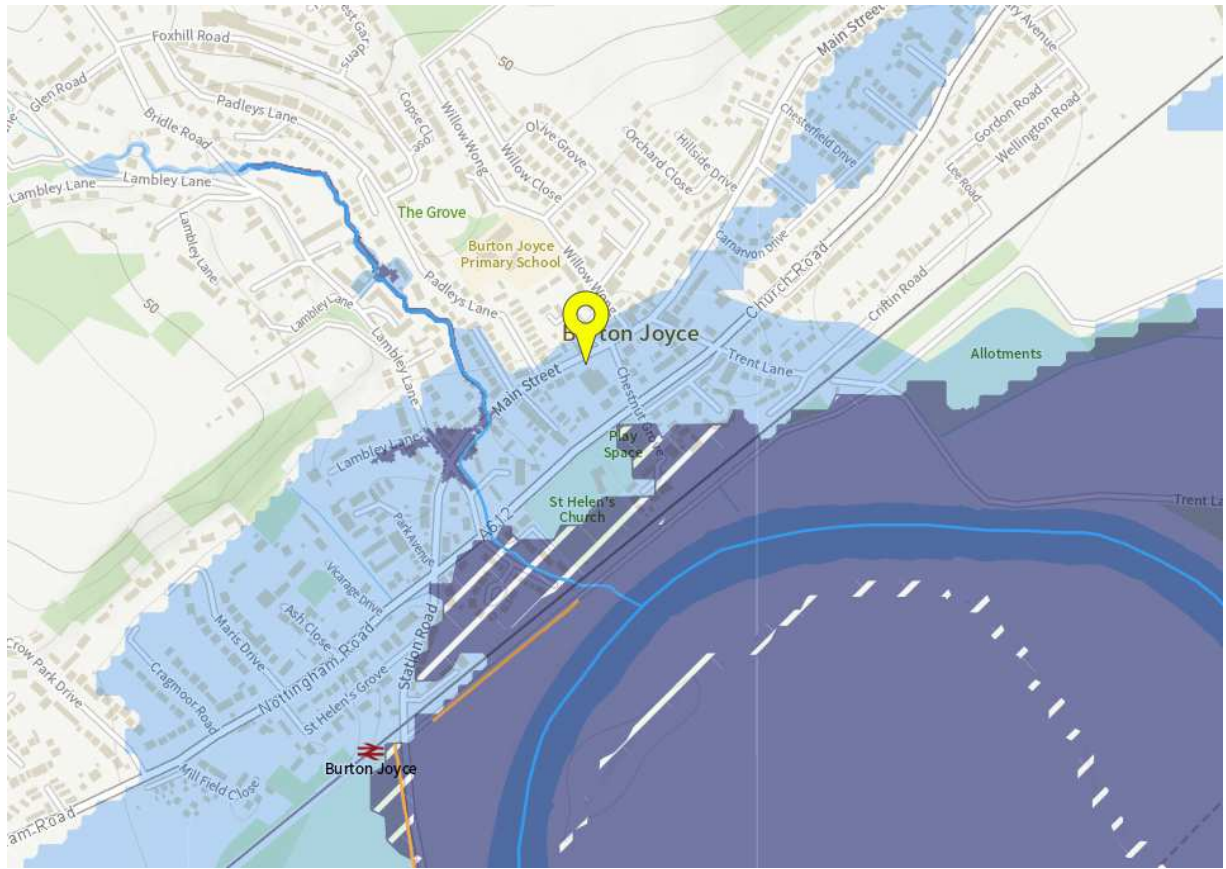 Foxhill Road
Main Street
Glen Road
50
Padleys Lane
Copse Cl
Willow Wong
Olive Grove
Gordon Road
Bridle Road
Chesterfield Drive
Wellington Road
Orchard Close
Hillside Drive
Willow Close
Lambley Lane
Lambley Lane
Lee Road
The Grove
Lambley Lane
Burton Joyce
Primary School
Carnarvon Drive
Willow Wong
Church Road
Criftin Road
50
Padleys Lane
Lambley Lane
Burton Joyce
Allotments
Trent Lane
Lambley Lane
Main Street
Chestnut Grove
Play
Space
Lambley Lane
St Helen's
Church
Trent La
A612
Park Avenue
Vicarage Drive
Ash Close
Maris Drive
Station Road
Crow Park Drive
Nottingham Road
Cragmoor Road
St Helen's Grove
Burton Joyce
Mill Field Close
am Road